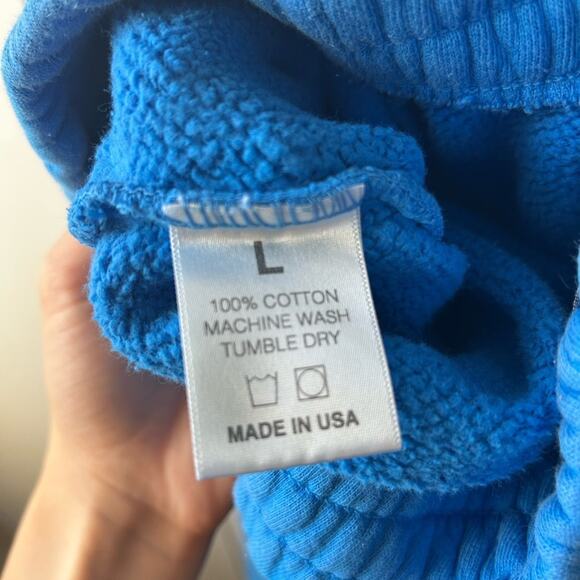 L
100% COTTON
MACHINE WASH
TUMBLE DRY
MADE IN USA